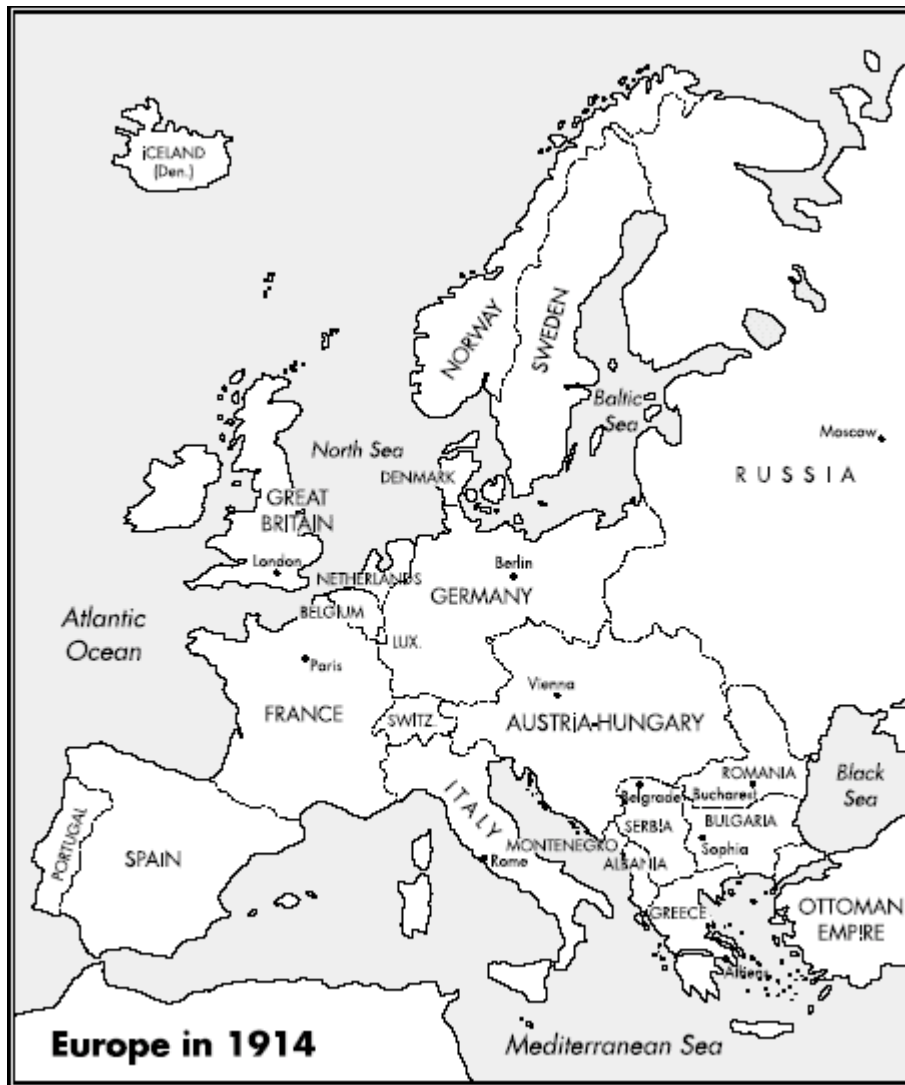 ICELAND
(Den.)
NORWAY
SWEDEN
Baltic
Sea
Moscow
RUSSIA
North Sea
DENMARK
GREAT
BRITAIN
London
NETHERLANDS
Berlin
GERMANY
BELGIUM
Atlantic
Ocean
LUX.
Paris
Vienna
FRANCE
SWITZ.
AUSTRIA-HUNGARY
ROMANIA
Black
Sea
Belgrade
Bucharest
ITALY
SERBIA
BULGARIA
MONTENEGRO
Sophia
PORTUGAL
SPAIN
Rome
ALBANIA
GREECE
OTTOMAN
EMPIRE
Athens
Europe in 1914
Mediterranean Sea